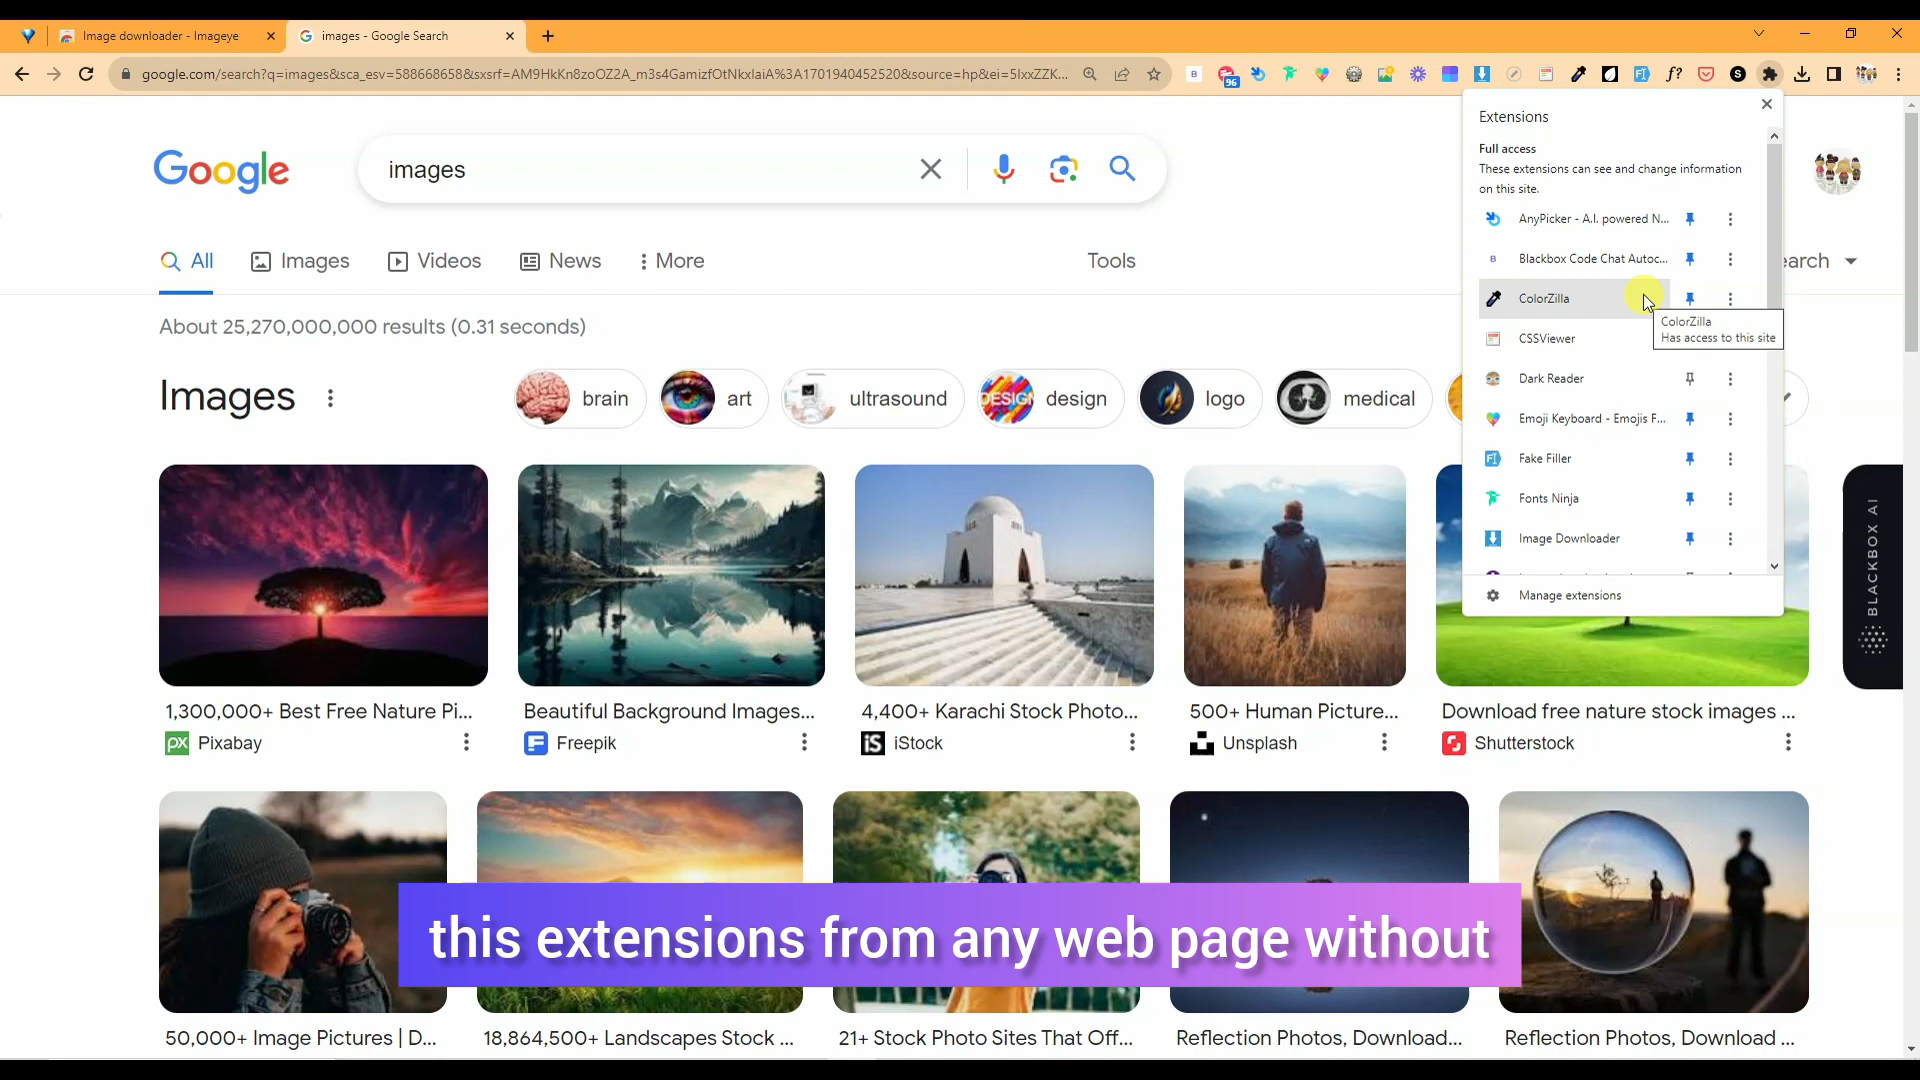 Image downloader - Imageye
images - Google Search
google.com/search?q=images&sca_esv=588668658&sxsrf=AM9HkKn8zoOZ2A_m3s4GamizfOtNkxlaiA%3A1701940452520&source=hp&ei=5lxxZZK...
B
96
f?
S
Google
images
All
Images
Videos
News
More
Tools
earch
About 25,270,000,000 results (0.31 seconds)
Images
brain
art
ultrasound
DESIGN
design
logo
medical
Extensions
Full access
These extensions can see and change information
on this site.
AnyPicker - A.I. powered N...
B
Blackbox Code Chat Autoc...
ColorZilla
ColorZilla
Has access to this site
CSSViewer
Dark Reader
Emoji Keyboard - Emojis F...
Fake Filler
Fonts Ninja
Image Downloader
Manage extensions
BLACKBOX AI
1,300,000+ Best Free Nature Pi...
px Pixabay
Beautiful Background Images...
Freepik
4,400+ Karachi Stock Photo...
iS iStock
500+ Human Picture...
Unsplash
Download free nature stock images ...
Shutterstock
this extensions from any web page without
50,000+ Image Pictures | D...
18,864,500+ Landscapes Stock ...
21+ Stock Photo Sites That Off...
Reflection Photos, Download...
Reflection Photos, Download ...